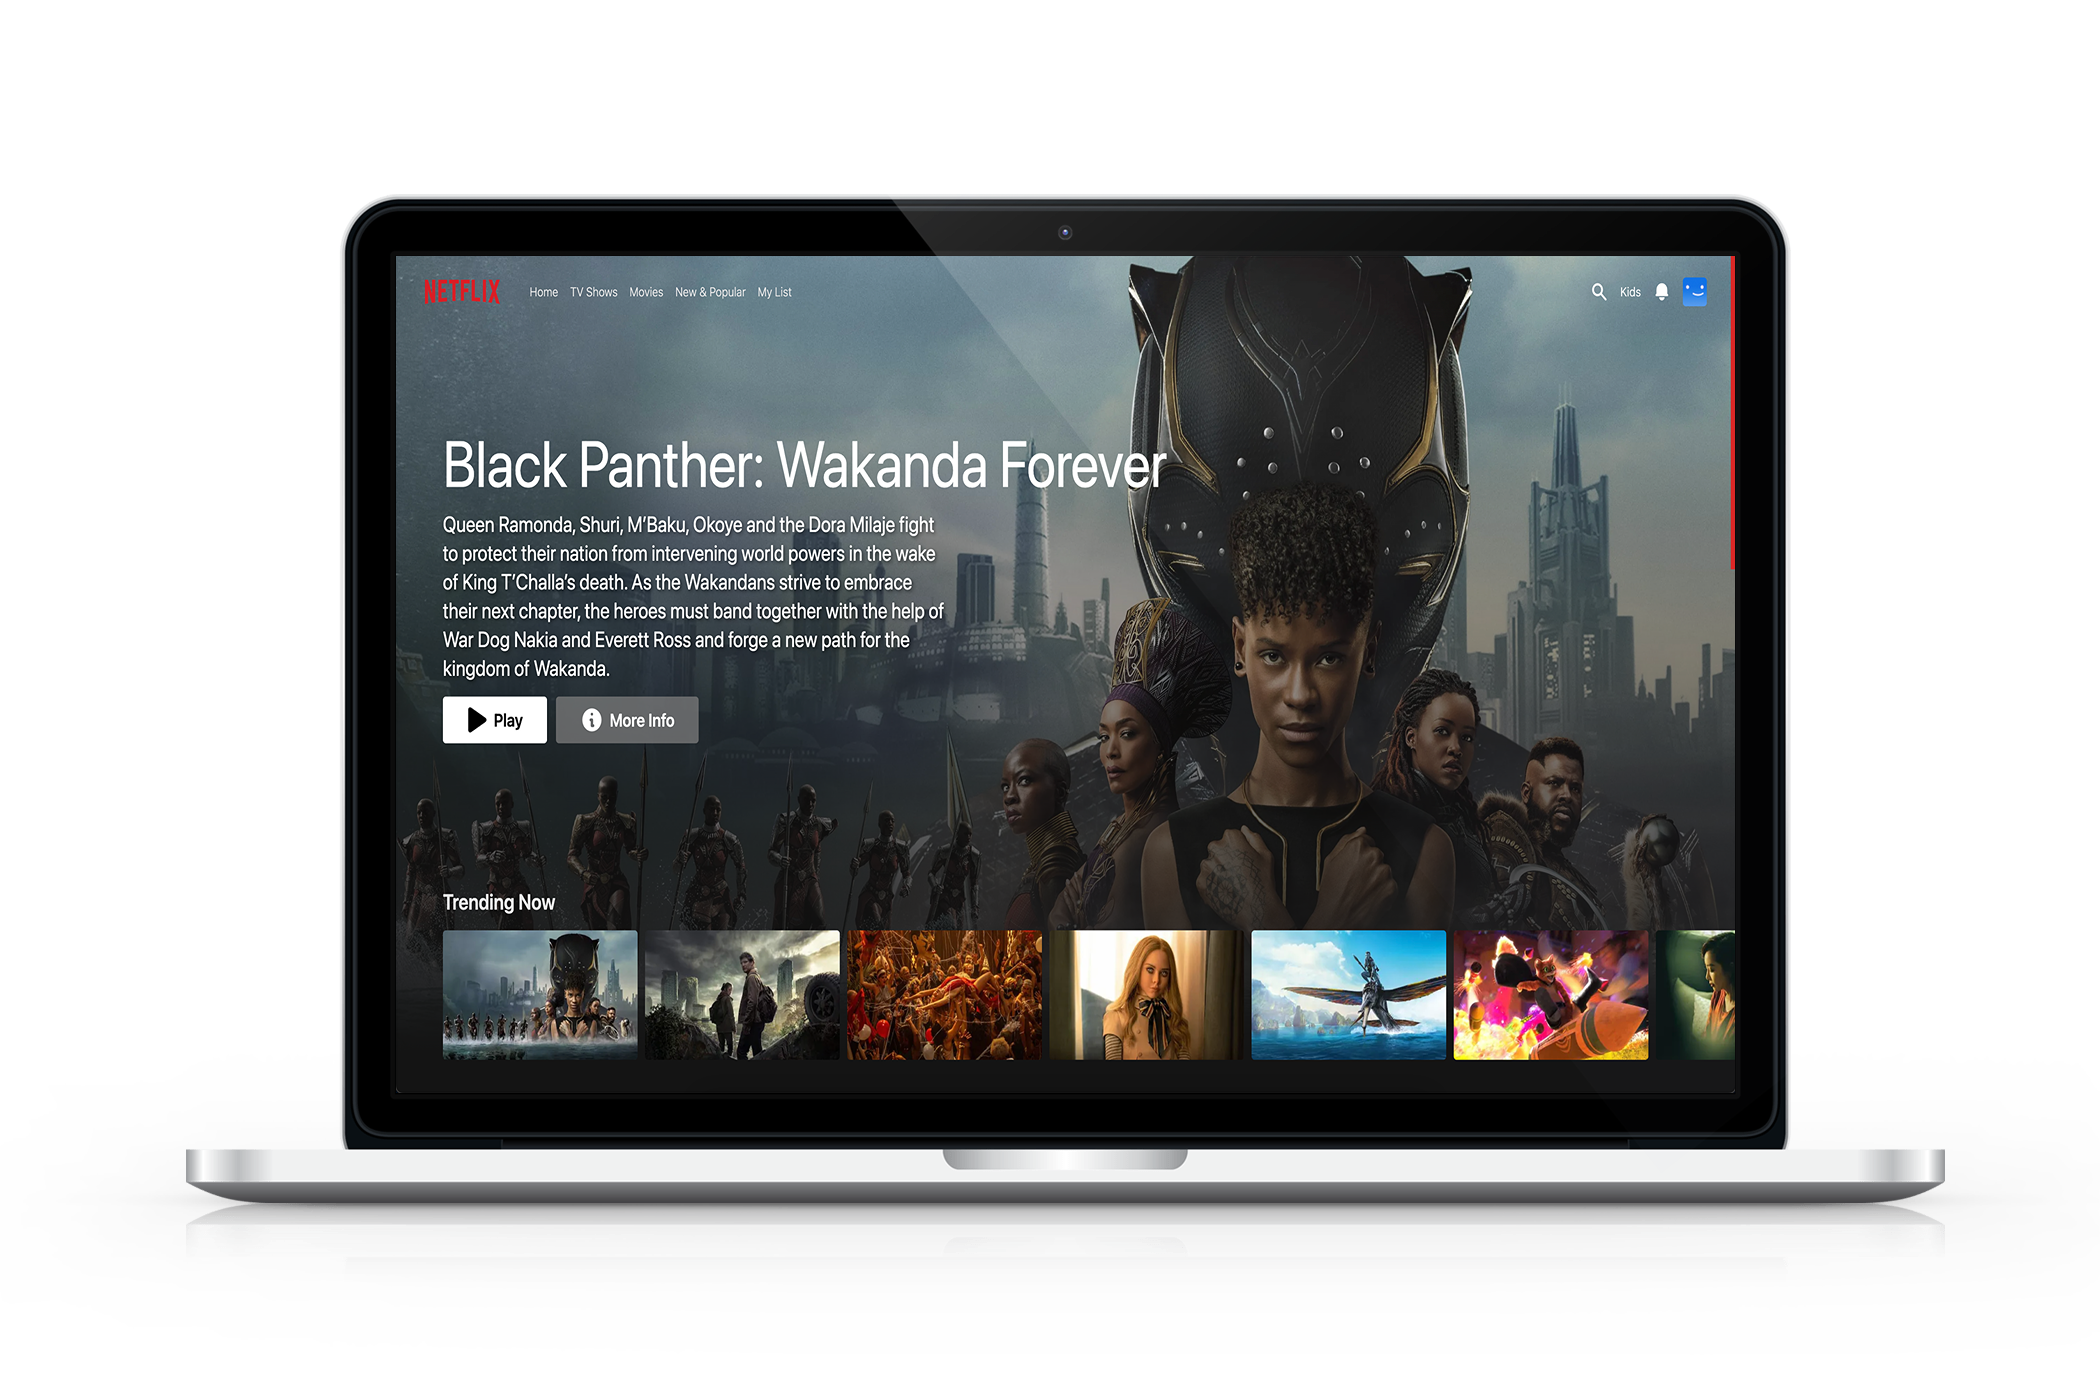 NETFLIX Home TV Shows Movies New & Popular My List Kids
Black Panther: Wakanda Forever
Queen Ramonda, Shuri, M’Baku, Okoye and the Dora Milaje fight
to protect their nation from intervening world powers in the wake
of King T’Challa’s death. As the Wakandans strive to embrace
their next chapter, the heroes must band together with the help of
War Dog Nakia and Everett Ross and forge a new path for the
kingdom of Wakanda.
Play More Info
Trending Now